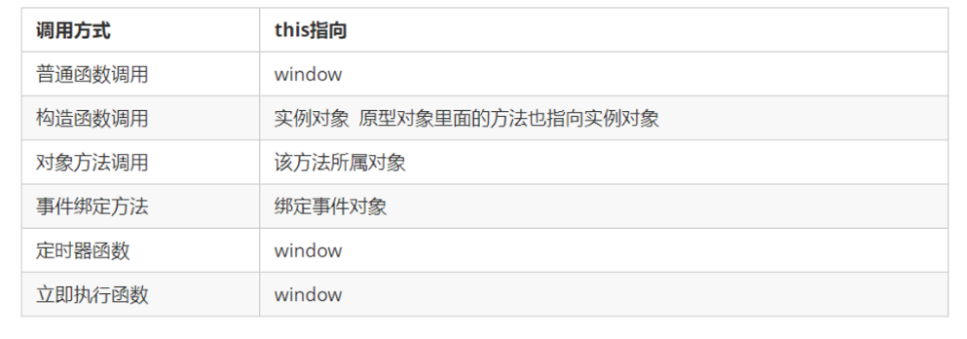 调用方式 this指向
普通函数调用 window
构造函数调用 实例对象 原型对象里面的方法也指向实例对象
对象方法调用 该方法所属对象
事件绑定方法 绑定事件对象
定时器函数 window
立即执行函数 window